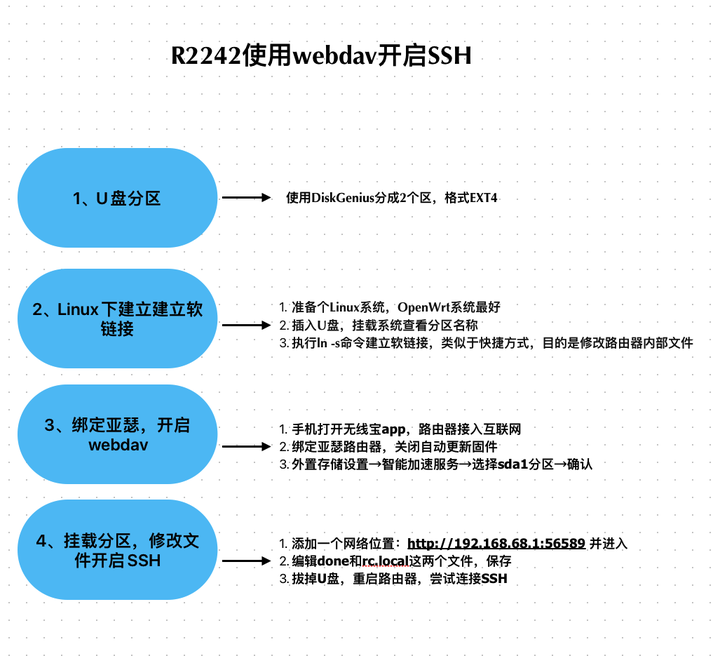 R2242使用webdav开启SSH
1、U盘分区
使用DiskGenius分成2个区，格式EXT4
2、Linux下建立建立软
链接
1. 准备个Linux系统，OpenWrt系统最好
2. 插入U盘，挂载系统查看分区名称
3. 执行ln -s命令建立软链接，类似于快捷方式，目的是修改路由器内部文件
3、绑定亚瑟，开启
webdav
1. 手机打开无线宝app，路由器接入互联网
2. 绑定亚瑟路由器，关闭自动更新固件
3. 外置存储设置→智能加速服务→选择sda1分区→确认
4、挂载分区，修改文
件开启SSH
1. 添加一个网络位置：http://192.168.68.1:56589 并进入
2. 编辑done和rc.local这两个文件，保存
3. 拔掉U盘，重启路由器，尝试连接SSH